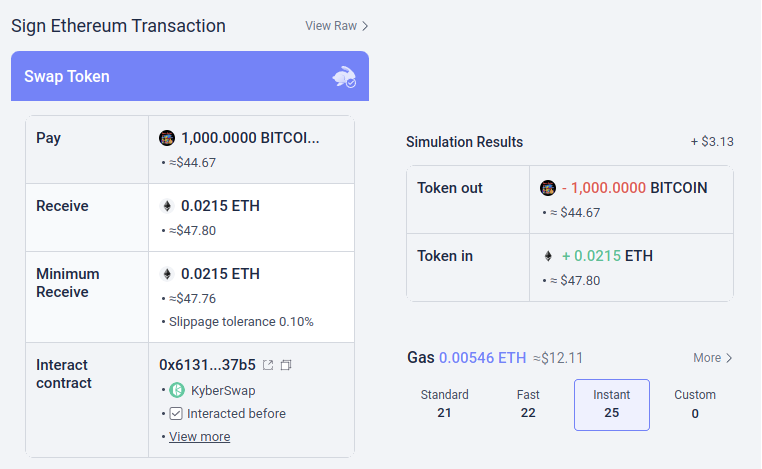 Sign Ethereum Transaction
View Raw >
Swap Token
Pay
1,000.0000 BITCOI...
• ≈$44.67
Receive
0.0215 ETH
• ≈$47.80
Minimum
Receive
0.0215 ETH
• ≈$47.76
• Slippage tolerance 0.10%
Interact
contract
0x6131...37b5
• KyberSwap
• Interacted before
• View more
Simulation Results
+ $3.13
Token out
- 1,000.0000 BITCOIN
• ≈ $44.67
Token in
+ 0.0215 ETH
• ≈ $47.80
Gas 0.00546 ETH ≈$12.11
More >
Standard
21
Fast
22
Instant
25
Custom
0